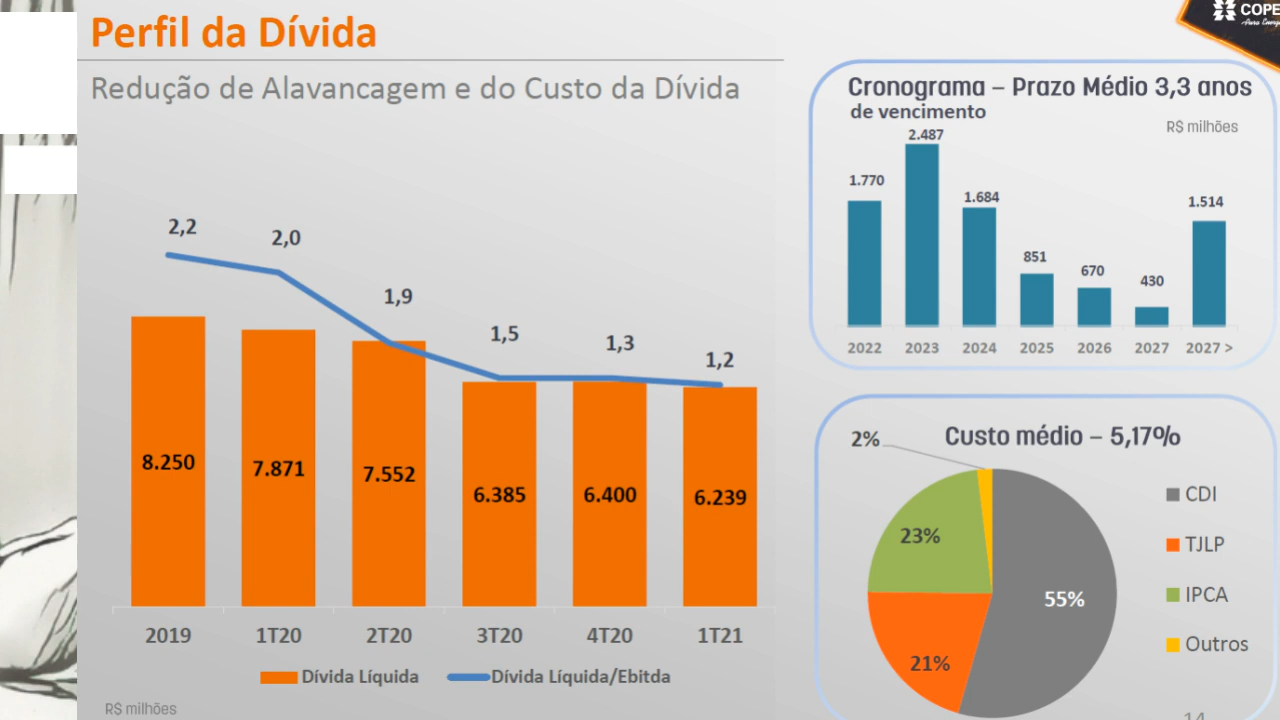 Perfil da Dívida
Redução de Alavancagem e do Custo da Dívida
2,2
2,0
1,9
1,5
1,3
1,2
8.250
7.871
7.552
6.385
6.400
6.239
2019
1T20
2T20
3T20
4T20
1T21
Dívida Líquida
Dívida Líquida/Ebitda
R$ milhões
Cronograma – Prazo Médio 3,3 anos
de vencimento
R$ milhões
1.770
2.487
1.684
851
670
430
1.514
2022
2023
2024
2025
2026
2027
2027 >
Custo médio – 5,17%
2%
23%
21%
55%
CDI
TJLP
IPCA
Outros